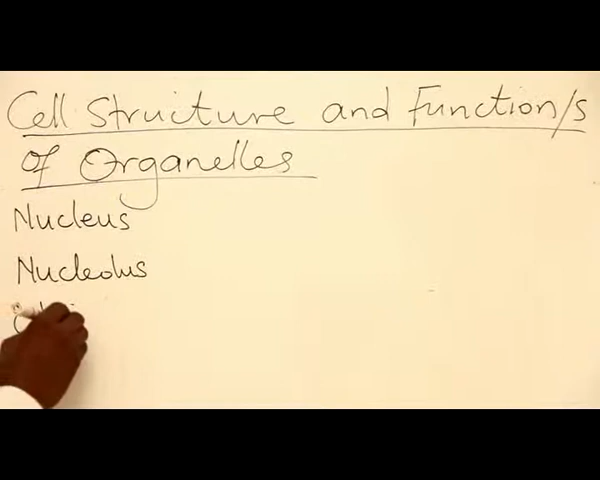 Cell Structure and Function/s
of Organelles
Nucleus
Nucleolus